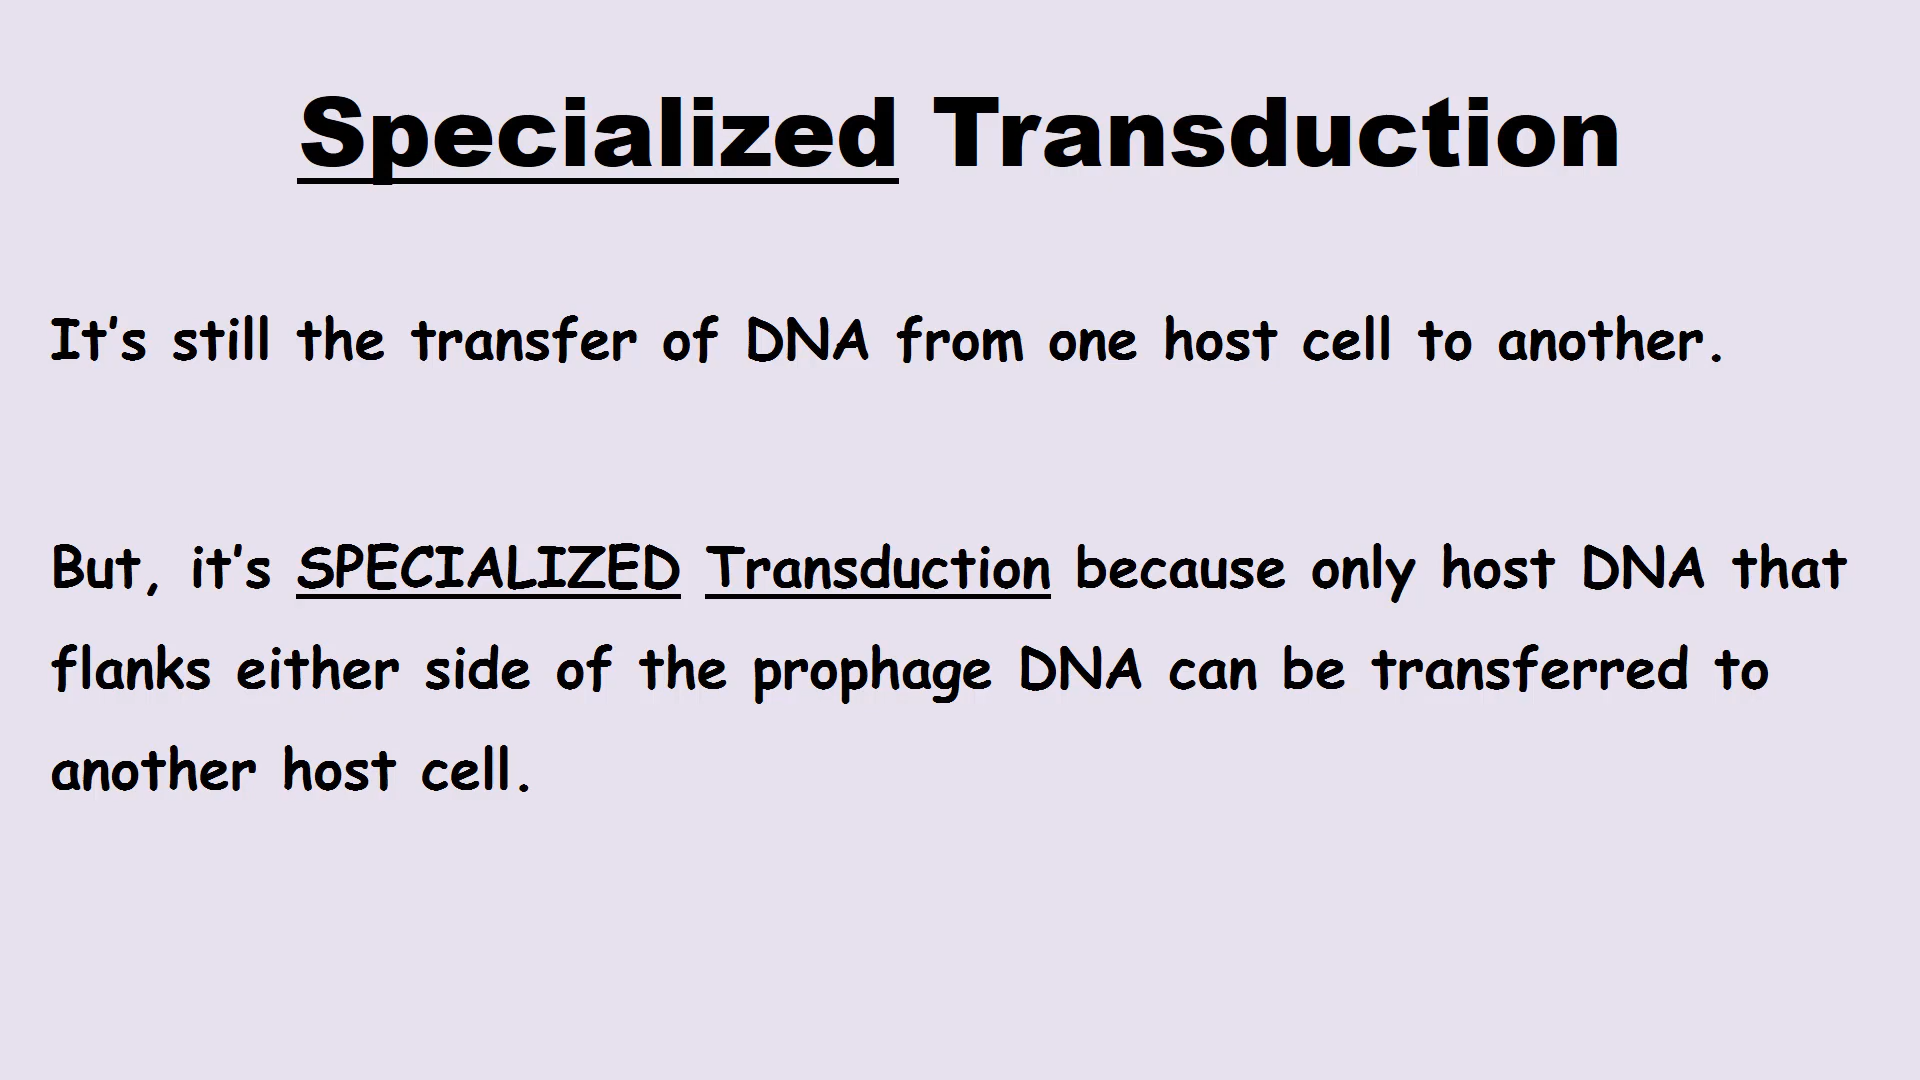 Specialized Transduction
It’s still the transfer of DNA from one host cell to another.
But, it’s SPECIALIZED Transduction because only host DNA that
flanks either side of the prophage DNA can be transferred to
another host cell.